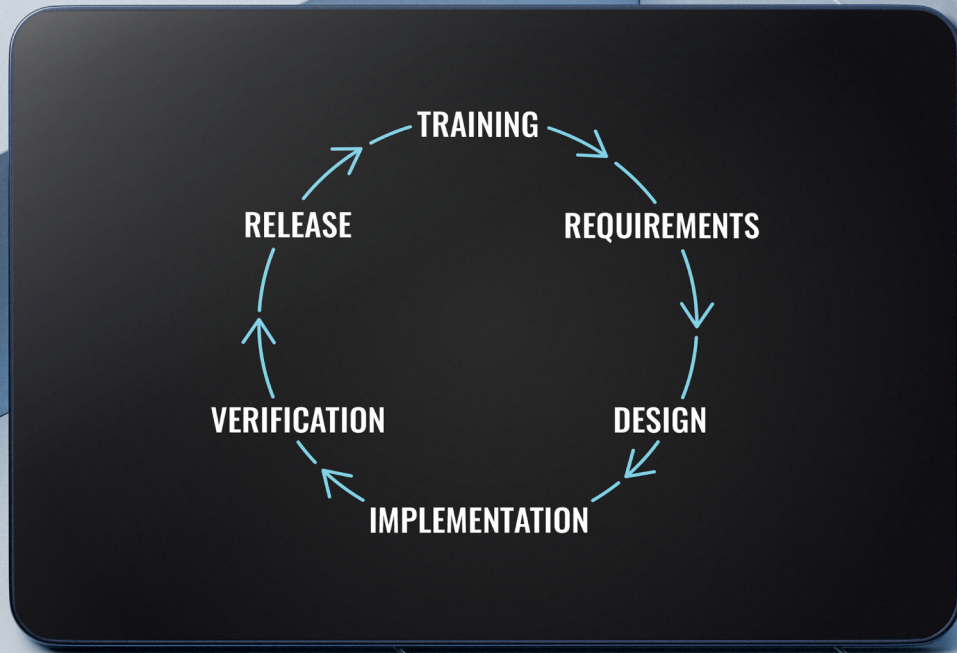 TRAINING
REQUIREMENTS
DESIGN
IMPLEMENTATION
VERIFICATION
RELEASE